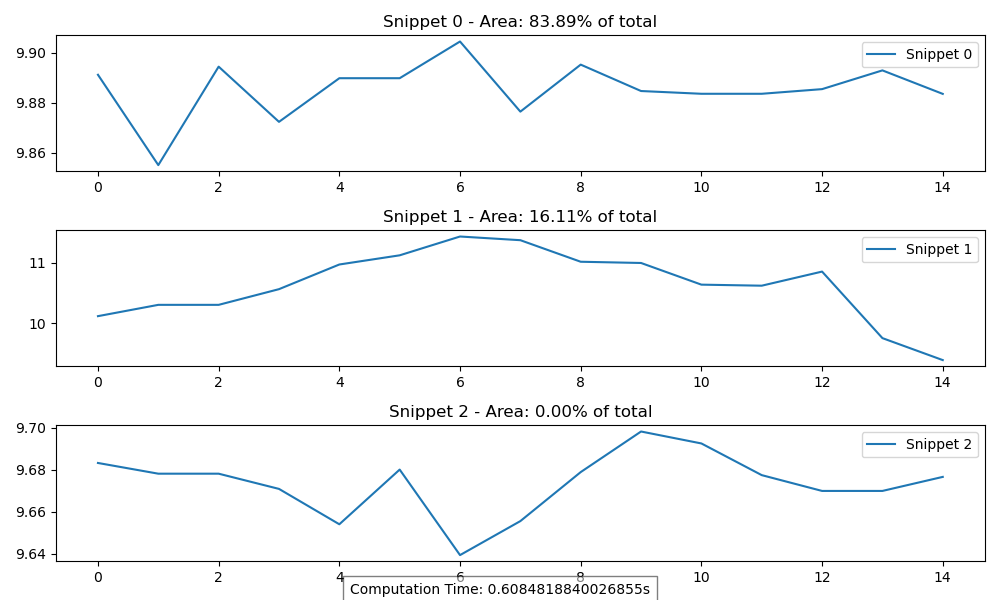 Snippet 0 - Area: 83.89% of total
9.90
9.88
9.86
Snippet 0
0 2 4 6 8 10 12 14
Snippet 1 - Area: 16.11% of total
11
10
Snippet 1
0 2 4 6 8 10 12 14
Snippet 2 - Area: 0.00% of total
9.70
9.68
9.66
9.64
Snippet 2
0 2 4 6 8 10 12 14
Computation Time: 0.6084818840026855s